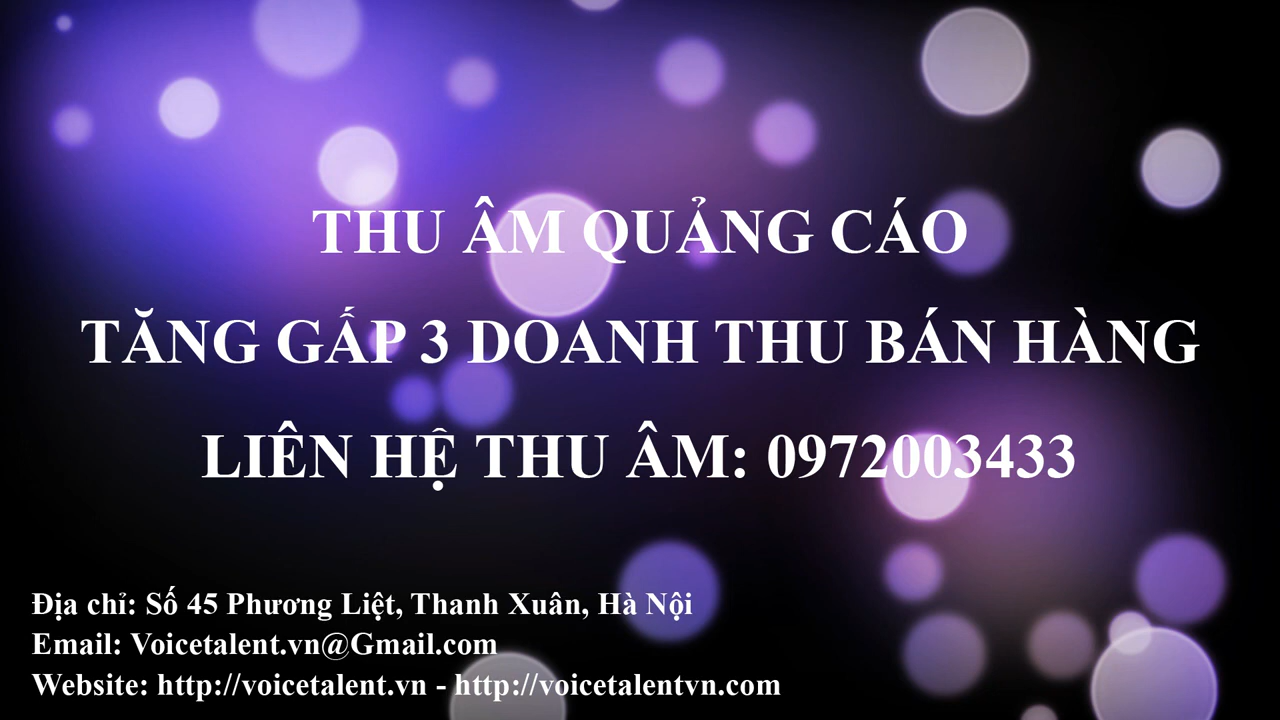 THU ÂM QUẢNG CÁO
TĂNG GẤP 3 DOANH THU BÁN HÀNG
LIÊN HỆ THU ÂM: 0972003433
Địa chỉ: Số 45 Phương Liệt, Thanh Xuân, Hà Nội
Email: Voicetalent.vn@Gmail.com
Website: http://voicetalent.vn - http://voicetalentvn.com